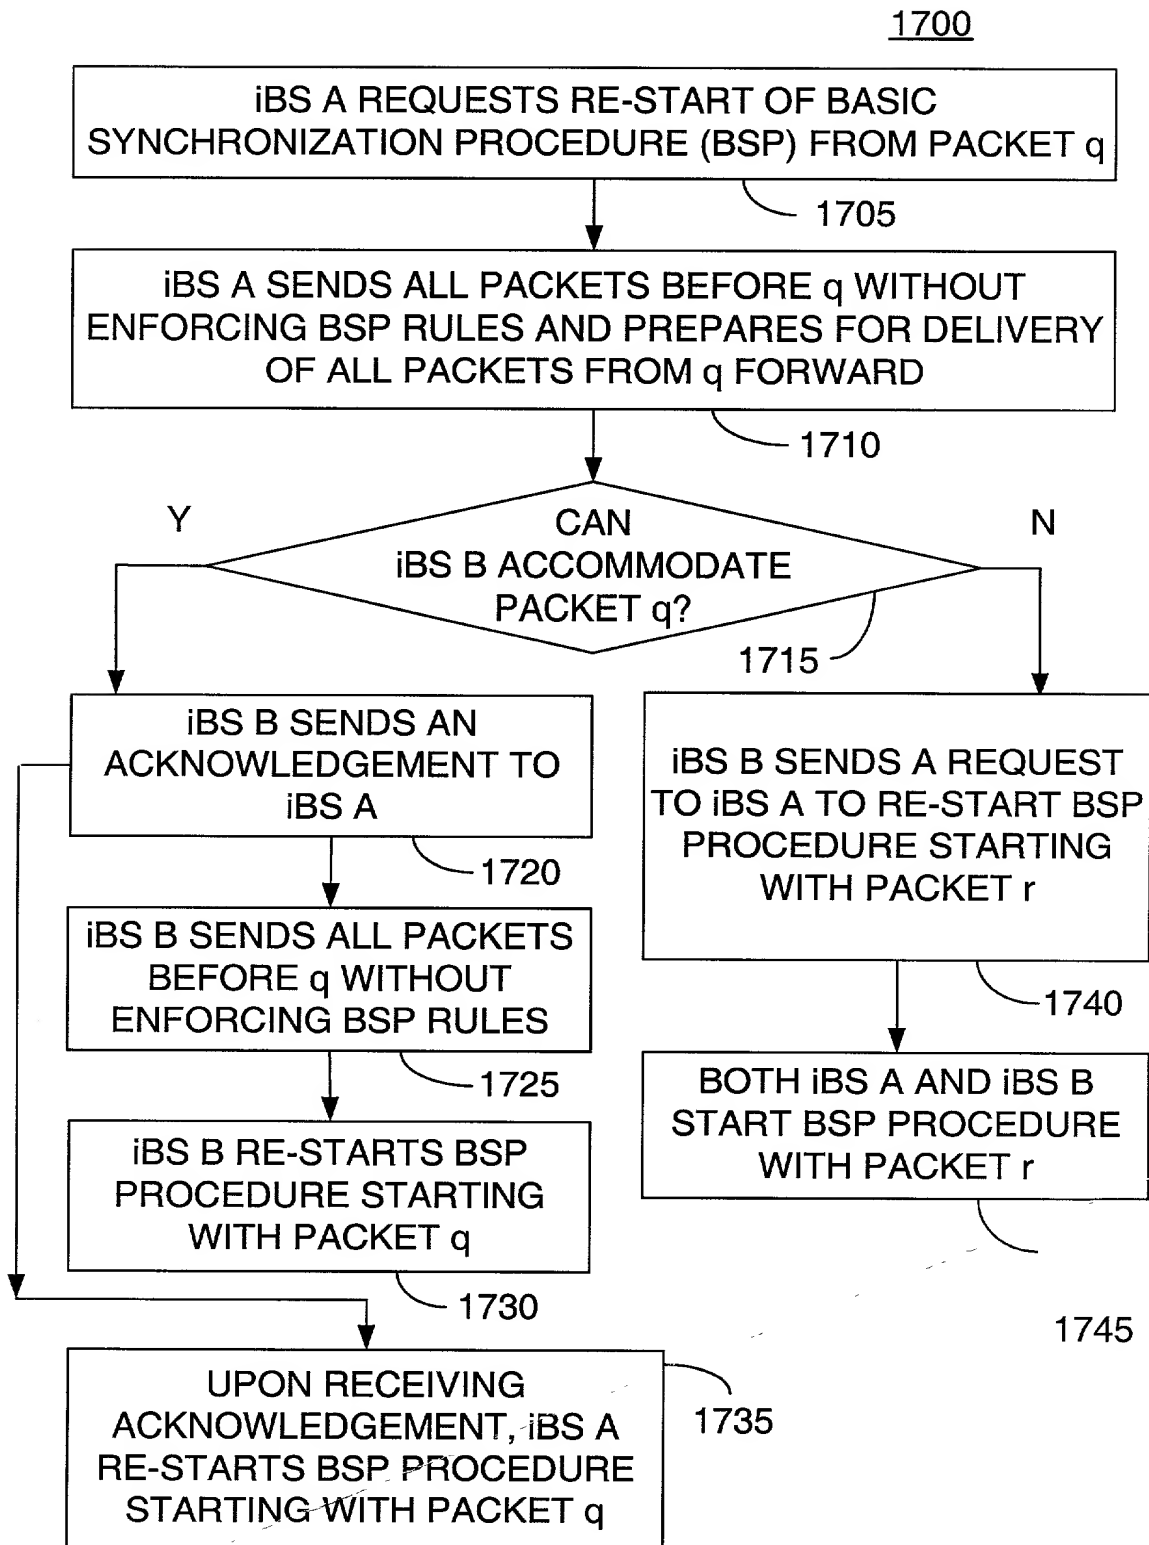 1700
iBS A REQUESTS RE-START OF BASIC
SYNCHRONIZATION PROCEDURE (BSP) FROM PACKET q
1705
iBS A SENDS ALL PACKETS BEFORE q WITHOUT
ENFORCING BSP RULES AND PREPARES FOR DELIVERY
OF ALL PACKETS FROM q FORWARD
1710
Y
CAN
iBS B ACCOMMODATE
PACKET q?
N
1715
iBS B SENDS AN
ACKNOWLEDGEMENT TO
iBS A
1720
iBS B SENDS ALL PACKETS
BEFORE q WITHOUT
ENFORCING BSP RULES
1725
iBS B RE-STARTS BSP
PROCEDURE STARTING
WITH PACKET q
1730
UPON RECEIVING
ACKNOWLEDGEMENT, iBS A
RE-STARTS BSP PROCEDURE
STARTING WITH PACKET q
1735
iBS B SENDS A REQUEST
TO iBS A TO RE-START BSP
PROCEDURE STARTING
WITH PACKET r
1740
BOTH iBS A AND iBS B
START BSP PROCEDURE
WITH PACKET r
1745